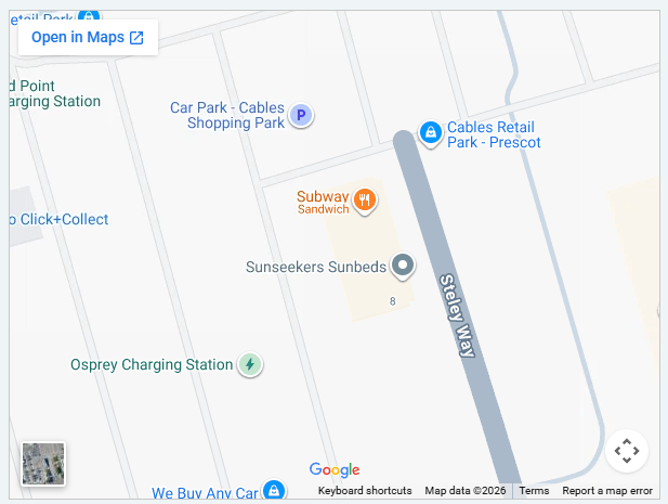 etail Park
Open in Maps
d Point
arging Station
Car Park - Cables
Shopping Park
P
Cables Retail
Park - Prescot
Subway
Sandwich
o Click+Collect
Sunseekers Sunbeds
8
Steley Way
Osprey Charging Station
Google
We Buy Any Car
Keyboard shortcuts
Map data ©2026
Terms
Report a map error